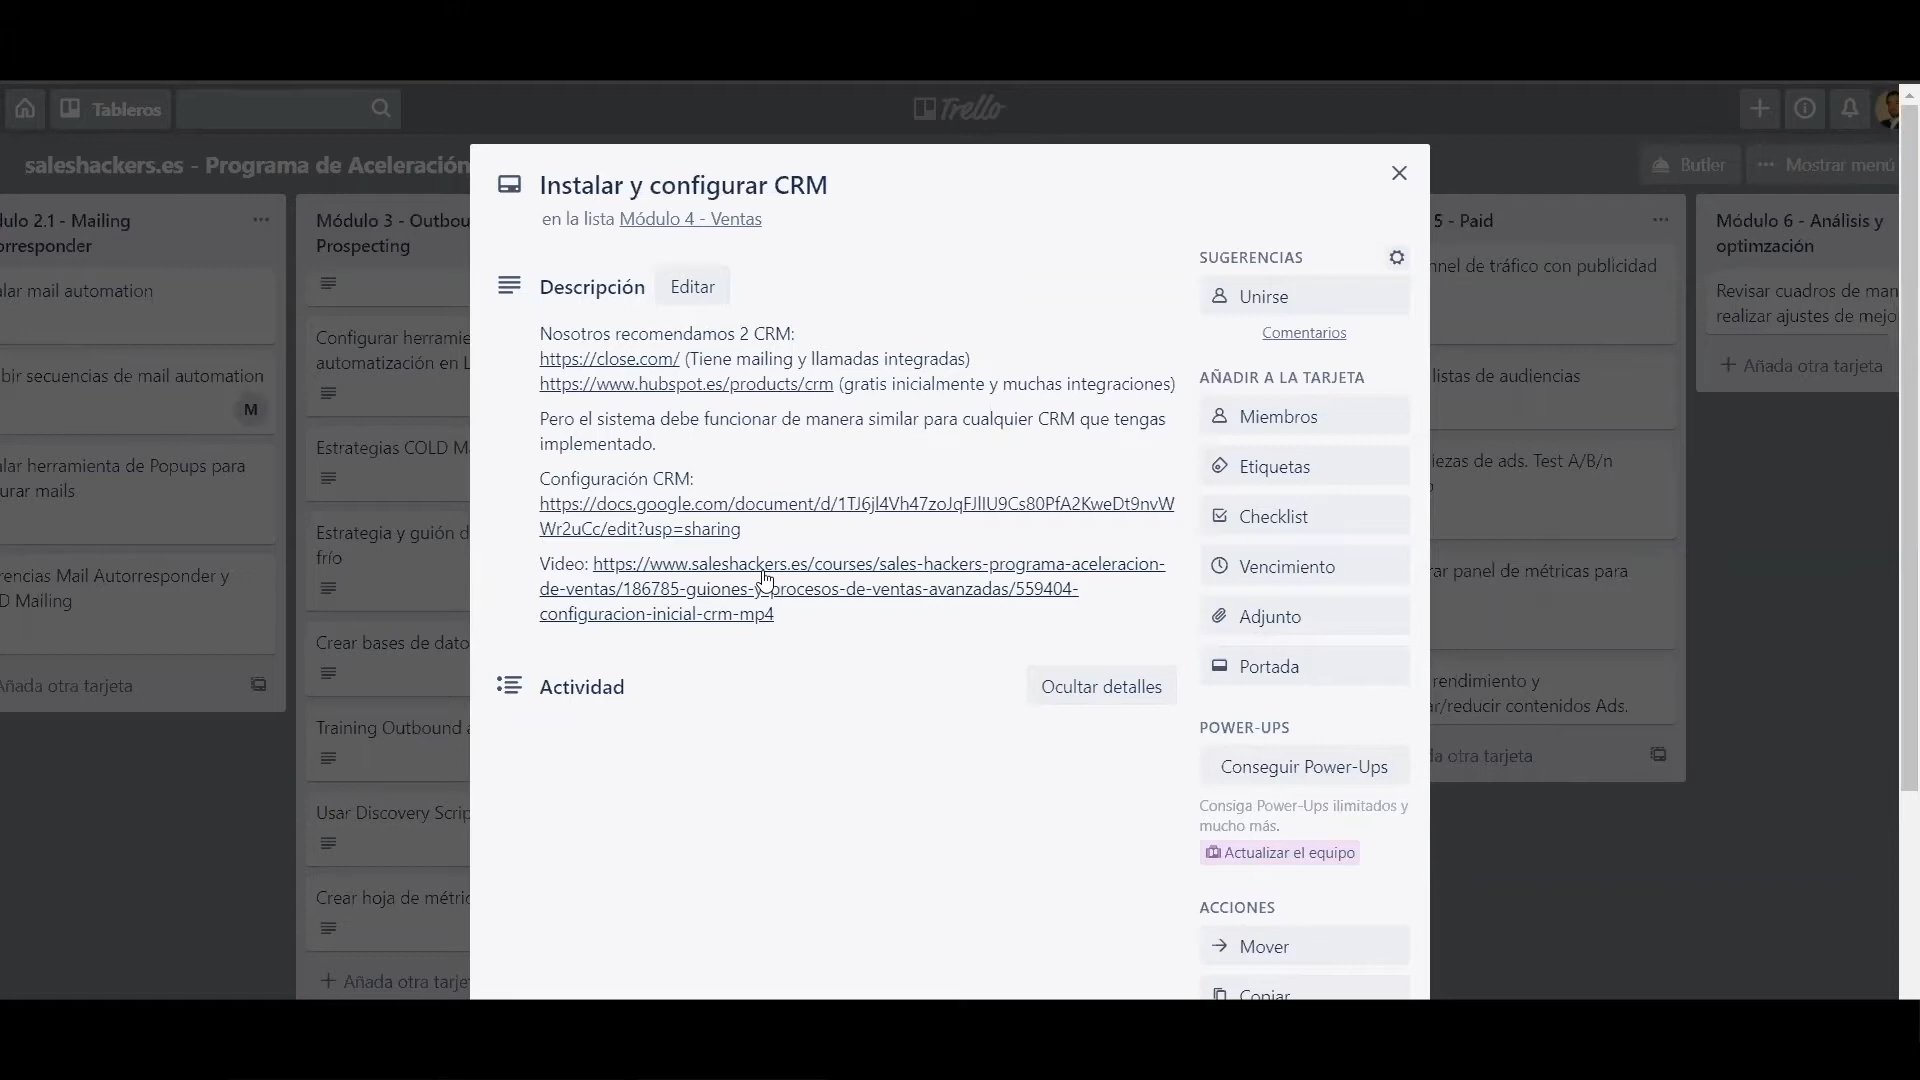 Tableros
Trello
saleshackers.es - Programa de Aceleración
Butler
Mostrar menú
ulo 2.1 - Mailing
orresponder
alar mail automation
bir secuencias de mail automation
M
alar herramienta de Popups para
urar mails
rencias Mail Autorresponder y
D Mailing
Añada otra tarjeta
Módulo 3 - Outbou
Prospecting
Configurar herramie
automatización en L
Estrategias COLD M
Estrategia y guión d
frío
Crear bases de dato
Training Outbound a
Usar Discovery Scrip
Crear hoja de métric
Añada otra tarje
Instalar y configurar CRM
en la lista Módulo 4 - Ventas
Descripción
Editar
Nosotros recomendamos 2 CRM:
https://close.com/ (Tiene mailing y llamadas integradas)
https://www.hubspot.es/products/crm (gratis inicialmente y muchas integraciones)
Pero el sistema debe funcionar de manera similar para cualquier CRM que tengas
implementado.
Configuración CRM:
https://docs.google.com/document/d/1TJ6jl4Vh47zoJqFJlIU9Cs80PfA2KweDt9nvW
Wr2uCc/edit?usp=sharing
Video: https://www.saleshackers.es/courses/sales-hackers-programa-aceleracion-
de-ventas/186785-guiones-y-procesos-de-ventas-avanzadas/559404-
configuracion-inicial-crm-mp4
Actividad
Ocultar detalles
SUGERENCIAS
Unirse
Comentarios
AÑADIR A LA TARJETA
Miembros
Etiquetas
Checklist
Vencimiento
Adjunto
Portada
POWER-UPS
Conseguir Power-Ups
Consiga Power-Ups ilimitados y
mucho más.
Actualizar el equipo
ACCIONES
Mover
Copiar
5 - Paid
nnel de tráfico con publicidad
listas de audiencias
iezas de ads. Test A/B/n
rar panel de métricas para
rendimiento y
ar/reducir contenidos Ads.
da otra tarjeta
Módulo 6 - Análisis y
optimzación
Revisar cuadros de man
realizar ajustes de mejo
Añada otra tarjeta